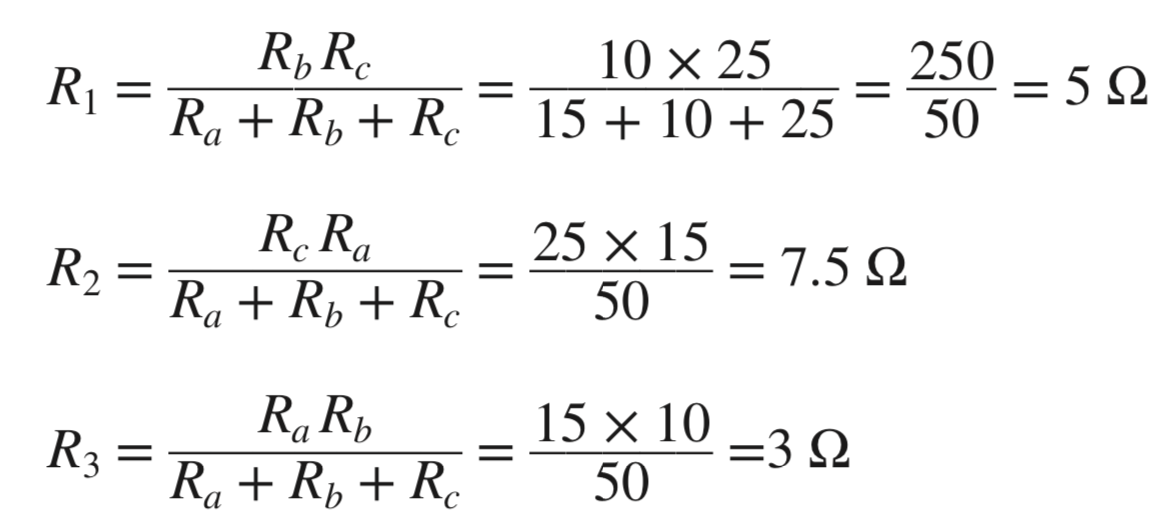 R₁ = R_b R_c / (R_a + R_b + R_c) = (10 × 25) / (15 + 10 + 25) = 250 / 50 = 5 Ω
R₂ = R_c R_a / (R_a + R_b + R_c) = (25 × 15) / 50 = 7.5 Ω
R₃ = R_a R_b / (R_a + R_b + R_c) = (15 × 10) / 50 =3 Ω